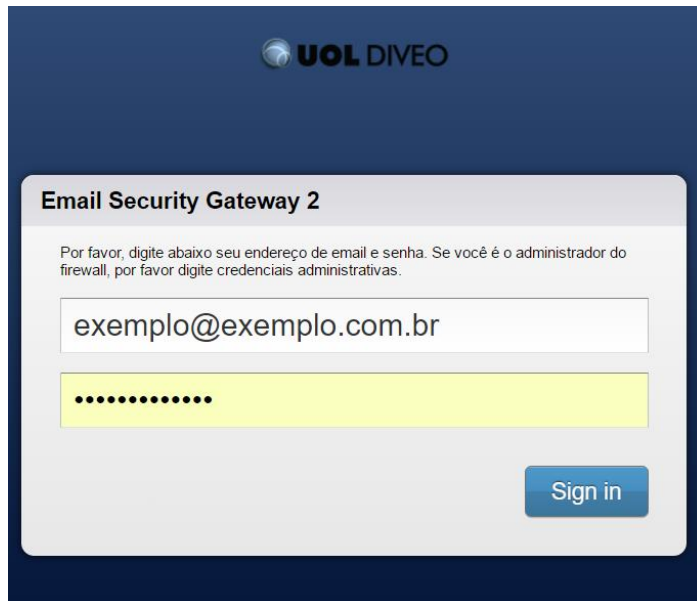 UOL DIVEO
Email Security Gateway 2
Por favor, digite abaixo seu endereço de email e senha. Se você é o administrador do
firewall, por favor digite credenciais administrativas.
exemplo@exemplo.com.br
•••••••••••••
Sign in